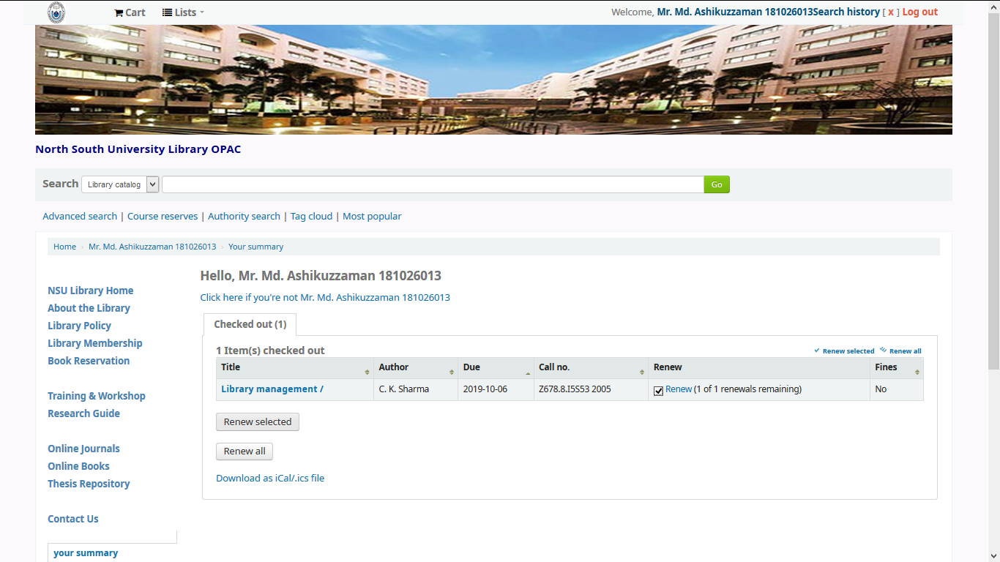 Cart Lists Welcome, Mr. Md. Ashikuzzaman 181026013Search history [ x ] Log out
North South University Library OPAC
Search Library catalog Go
Advanced search | Course reserves | Authority search | Tag cloud | Most popular
Home › Mr. Md. Ashikuzzaman 181026013 › Your summary
Hello, Mr. Md. Ashikuzzaman 181026013
Click here if you're not Mr. Md. Ashikuzzaman 181026013
NSU Library Home
About the Library
Library Policy
Library Membership
Book Reservation
Training & Workshop
Research Guide
Online Journals
Online Books
Thesis Repository
Contact Us
your summary
Checked out (1)
1 Item(s) checked out Renew selected Renew all
Title Author Due Call no. Renew Fines
Library management / C. K. Sharma 2019-10-06 Z678.8.I5S53 2005 Renew (1 of 1 renewals remaining) No
Renew selected
Renew all
Download as iCal/.ics file